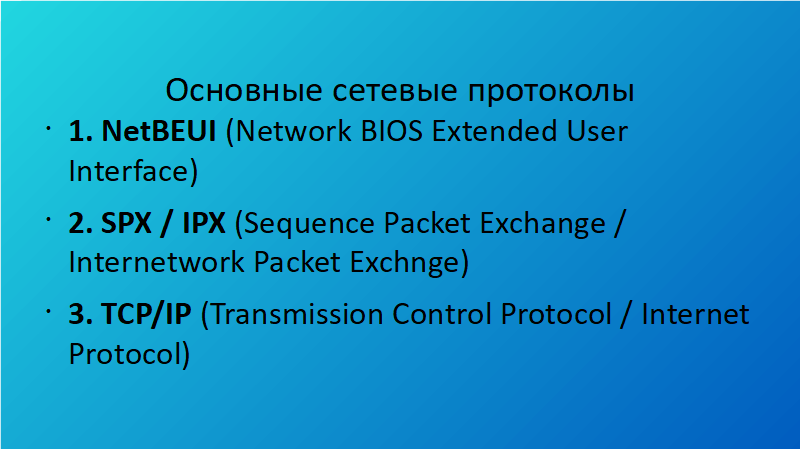 Основные сетевые протоколы
· 1. NetBEUI (Network BIOS Extended User
Interface)
· 2. SPX / IPX (Sequence Packet Exchange /
Internetwork Packet Exchnge)
· 3. TCP/IP (Transmission Control Protocol / Internet
Protocol)